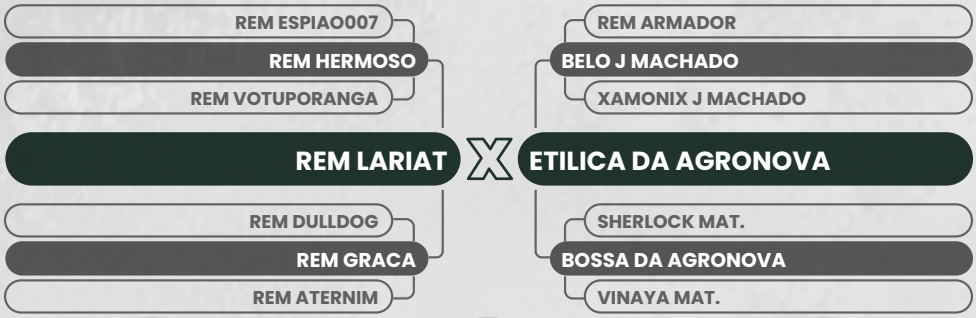 REM ESPIAO007
REM HERMOSO
REM VOTUPORANGA
REM LARIAT X ETILICA DA AGRONOVA
REM DULLDOG
REM GRACA
REM ATERNIM
REM ARMADOR
BELO J MACHADO
XAMONIX J MACHADO
SHERLOCK MAT.
BOSSA DA AGRONOVA
VINAYA MAT.